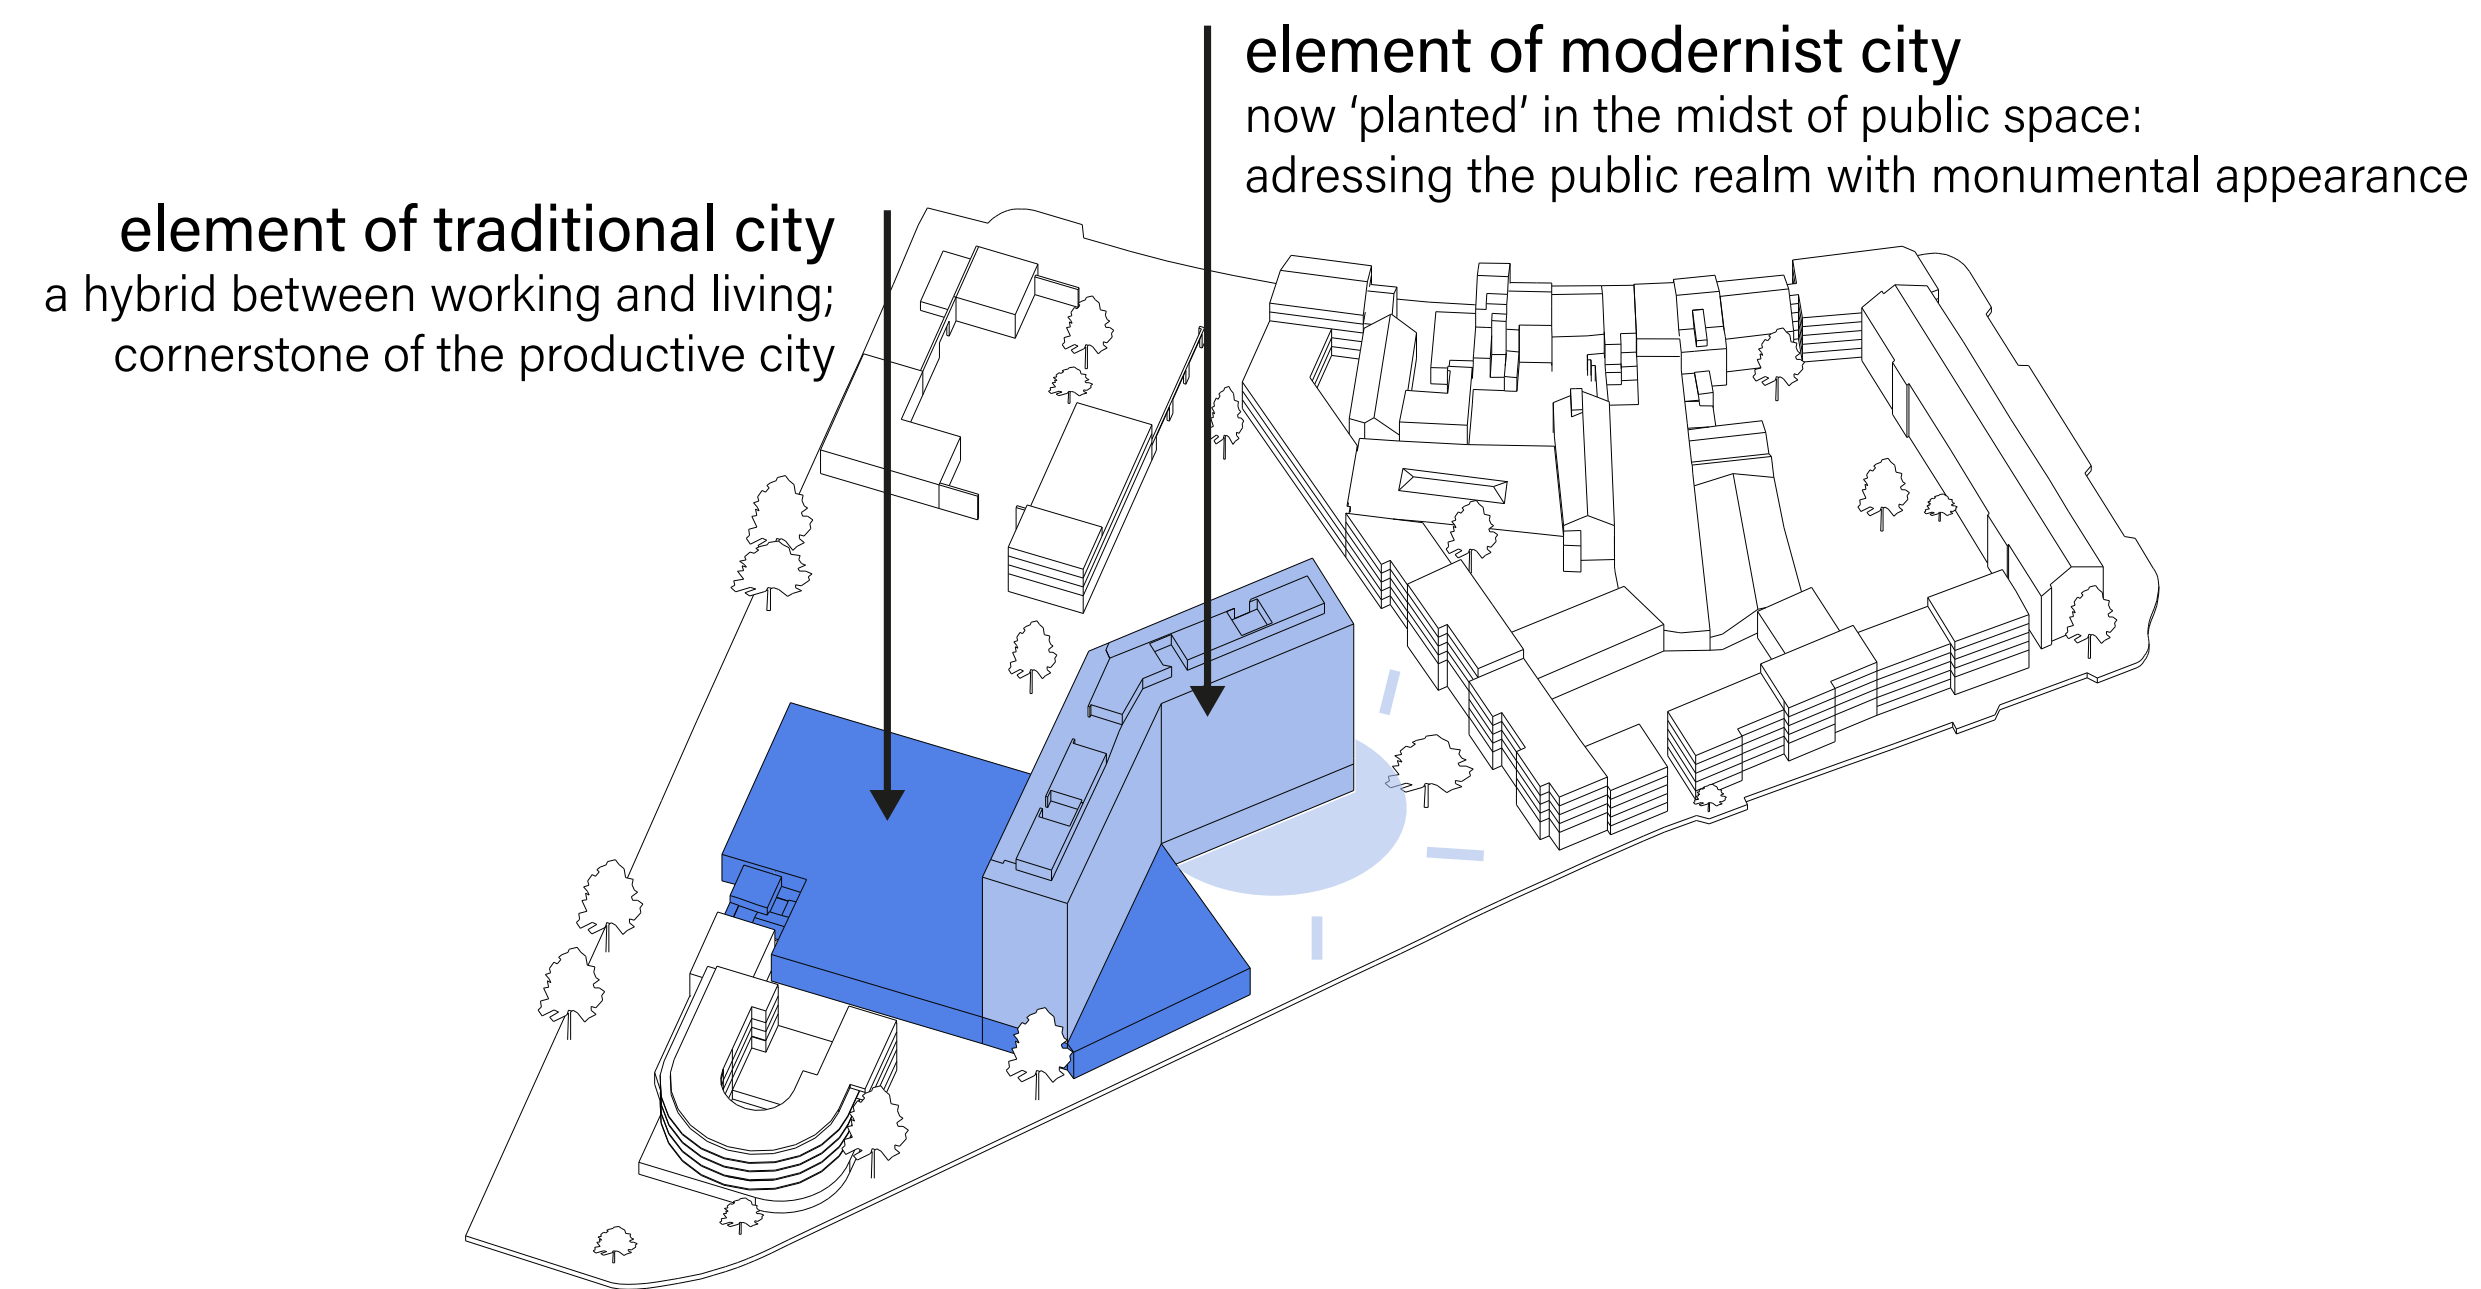 element of modernist city
now ‘planted’ in the midst of public space:
adressing the public realm with monumental appearance
element of traditional city
a hybrid between working and living;
cornerstone of the productive city